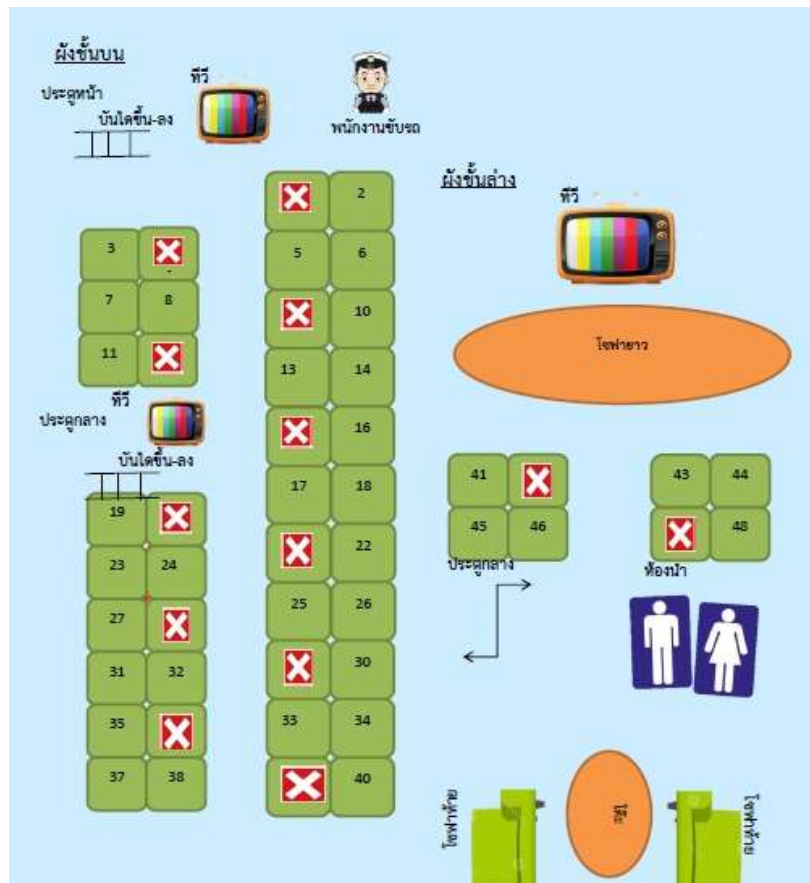 ผังชั้นบน
ประตูหน้า
บันไดขึ้น-ลง
ทีวี
พนักงานขับรถ
2
3
5 6
7 8
10
11
13 14
ทีวี
ประตูกลาง
บันไดขึ้น-ลง
16
17 18
19
22
23 24
25 26
27
30
31 32
33 34
35
37 38
40
ผังชั้นล่าง
ทีวี
โซฟายาว
41
43 44
45 46
48
ประตูกลาง
ห้องน้ำ
โซฟาท้าย
โต๊ะ
โซฟาท้าย